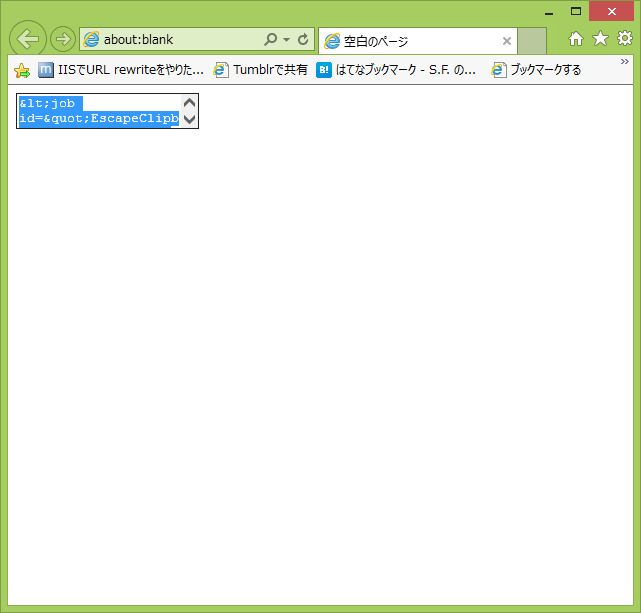 about:blank
空白のページ
m IISでURL rewriteをやりた...
Tumblrで共有
B! はてなブックマーク - S.F. の...
ブックマークする
&lt;job
id=&quot;EscapeClipb